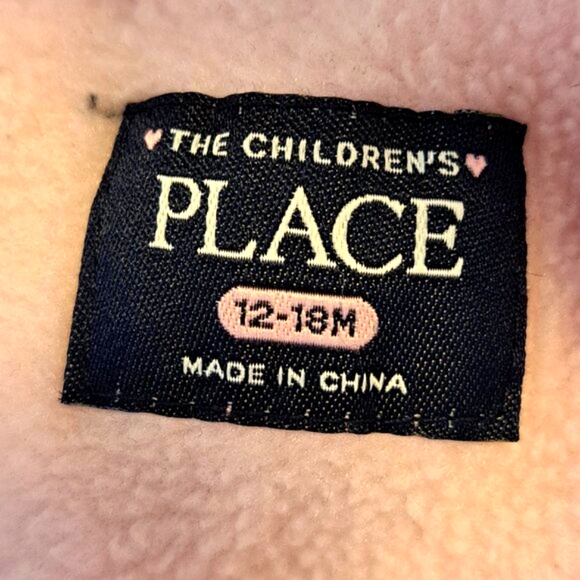 THE CHILDREN'S
PLACE
12-18M
MADE IN CHINA